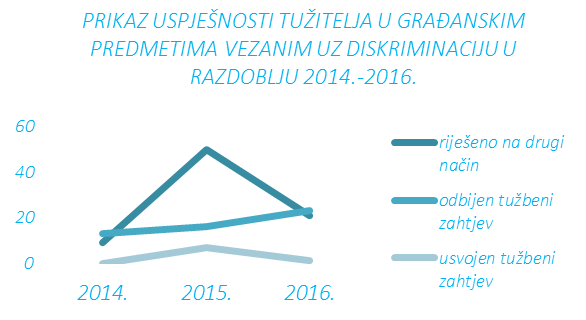 PRIKAZ USPJEŠNOSTI TUŽITELJA U GRAĐANSKIM
PREDMETIMA VEZANIM UZ DISKRIMINACIJU U
RAZDOBLJU 2014.-2016.
60
40
20
0
2014. 2015. 2016.
riješeno na drugi
način
odbijen tužbeni
zahtjev
usvojen tužbeni
zahtjev